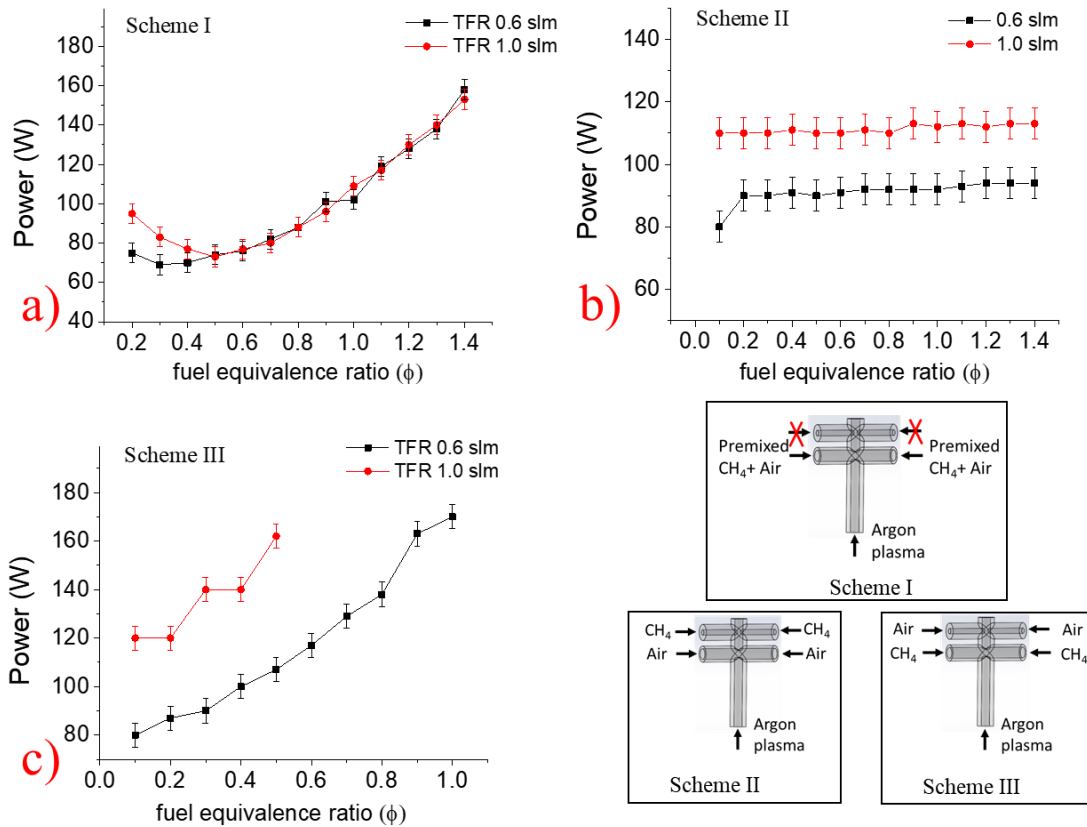 Scheme I
TFR 0.6 slm
TFR 1.0 slm
180
160
140
120
100
80
60
40
Power (W)
0.2 0.4 0.6 0.8 1.0 1.2 1.4
fuel equivalence ratio (ϕ)
a)
Scheme II
0.6 slm
1.0 slm
140
120
100
80
60
Power (W)
0.0 0.2 0.4 0.6 0.8 1.0 1.2 1.4
fuel equivalence ratio (ϕ)
b)
Scheme III
TFR 0.6 slm
TFR 1.0 slm
180
160
140
120
100
80
Power (W)
0.0 0.2 0.4 0.6 0.8 1.0
fuel equivalence ratio (ϕ)
c)
Premixed
CH₄+ Air
Premixed
CH₄+ Air
Argon
plasma
Scheme I
CH₄ CH₄
Air Air
Argon
plasma
Scheme II
Air Air
CH₄ CH₄
Argon
plasma
Scheme III